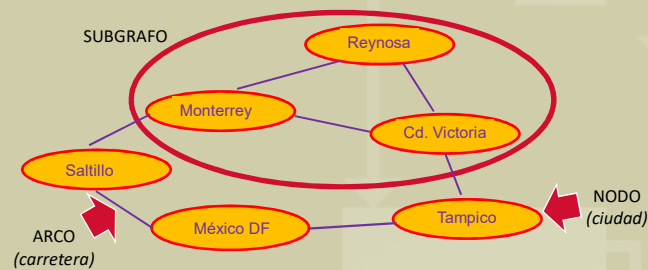 SUBGRAFO
Reynosa
Monterrey
Cd. Victoria
Saltillo
México DF
Tampico
NODO
(ciudad)
ARCO
(carretera)